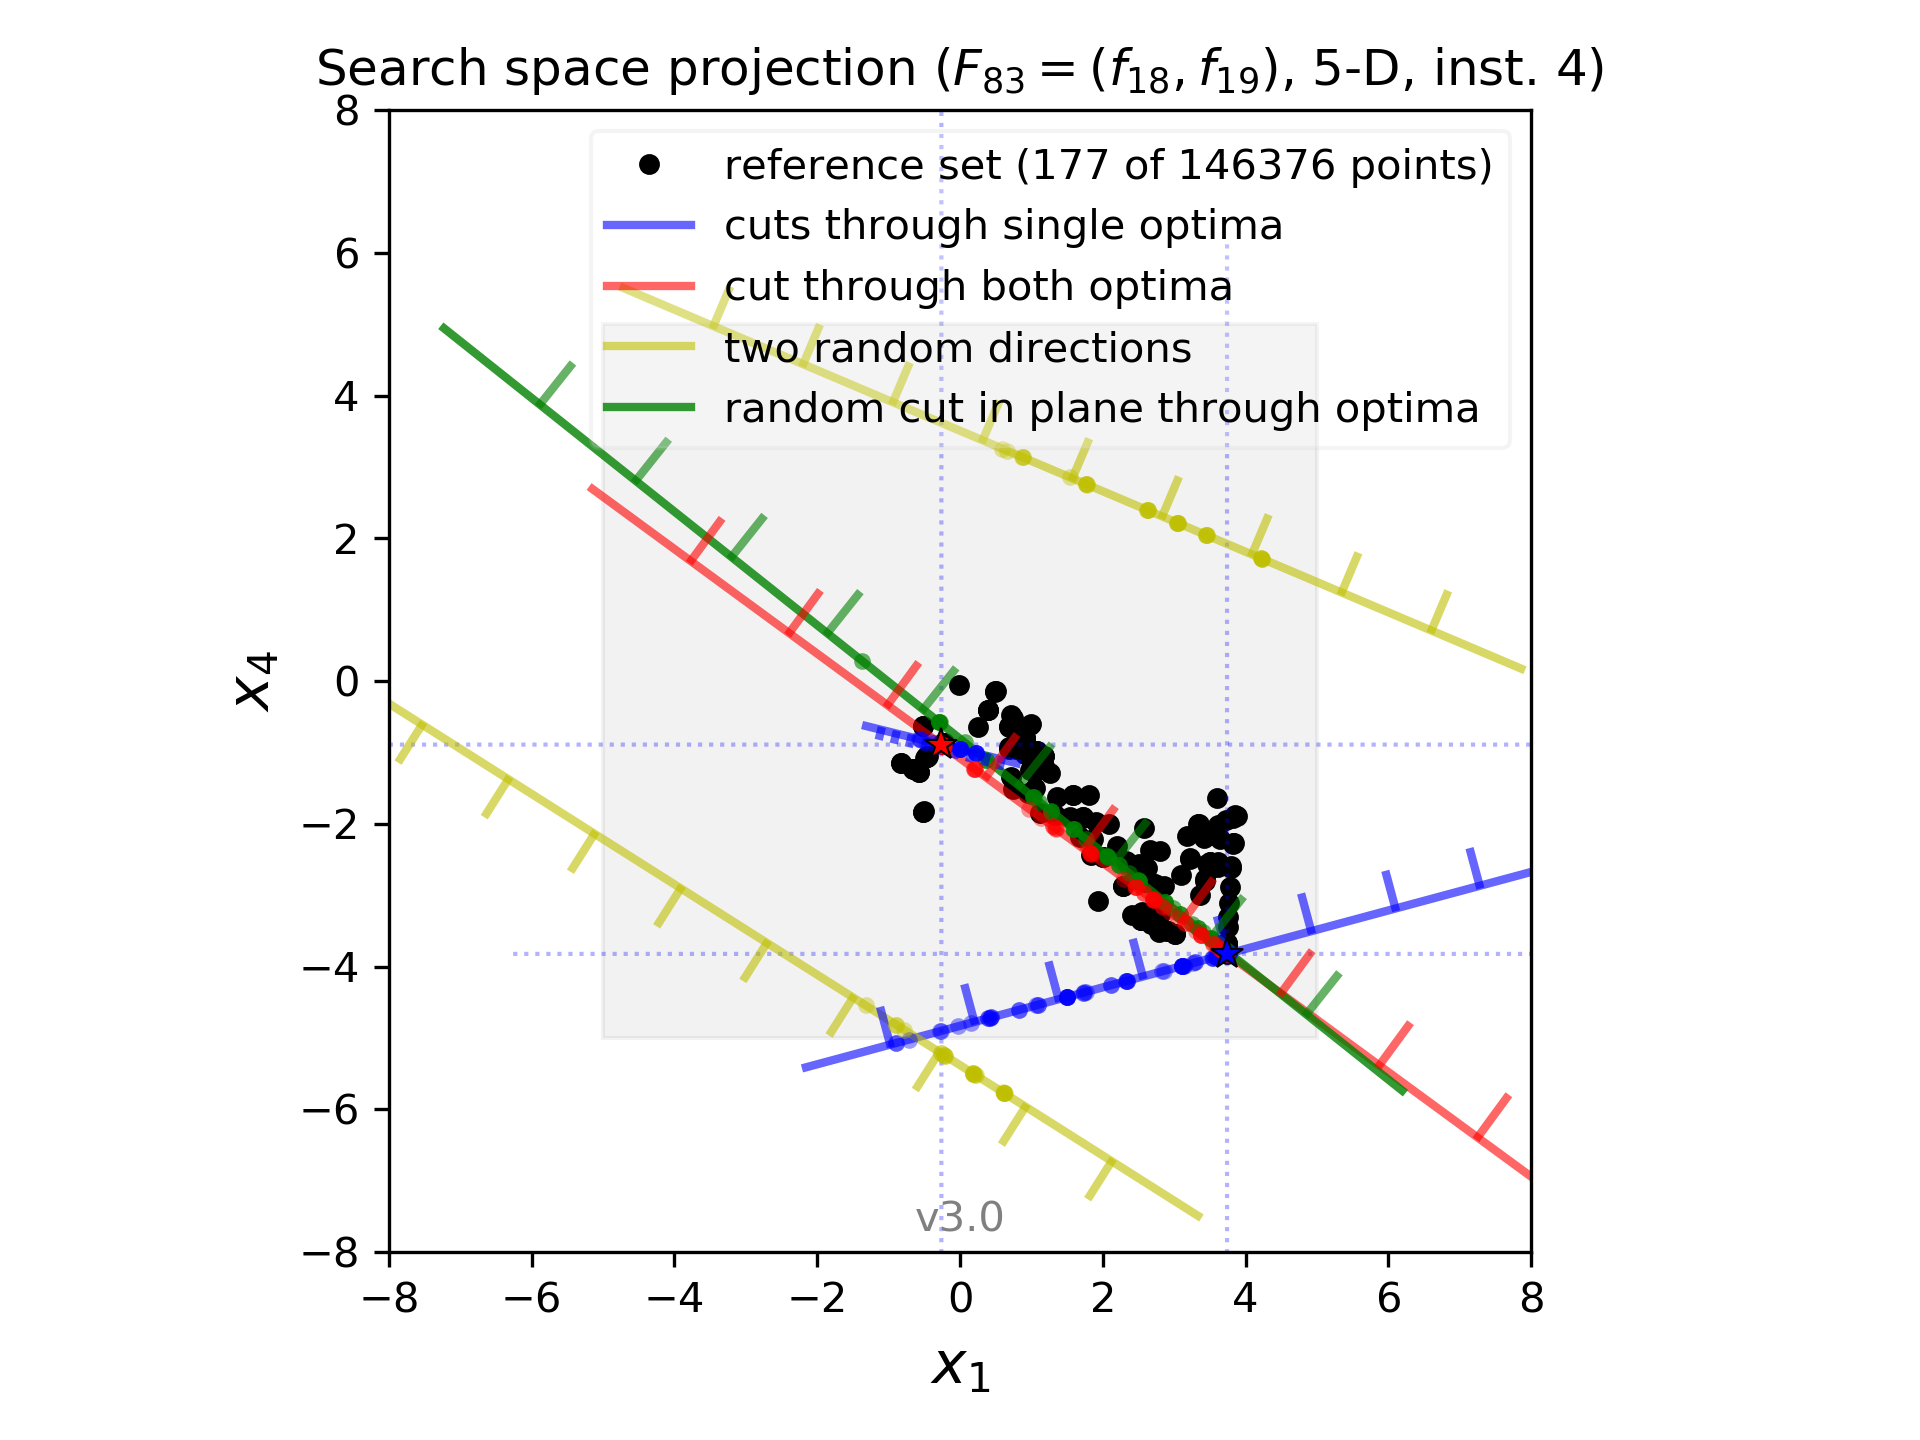 Search space projection (F83 = (f18, f19), 5-D, inst. 4)
reference set (177 of 146376 points)
cuts through single optima
cut through both optima
two random directions
random cut in plane through optima
8
6
4
2
0
−2
−4
−6
−8
x4
v3.0
−8 −6 −4 −2 0 2 4 6 8
x1